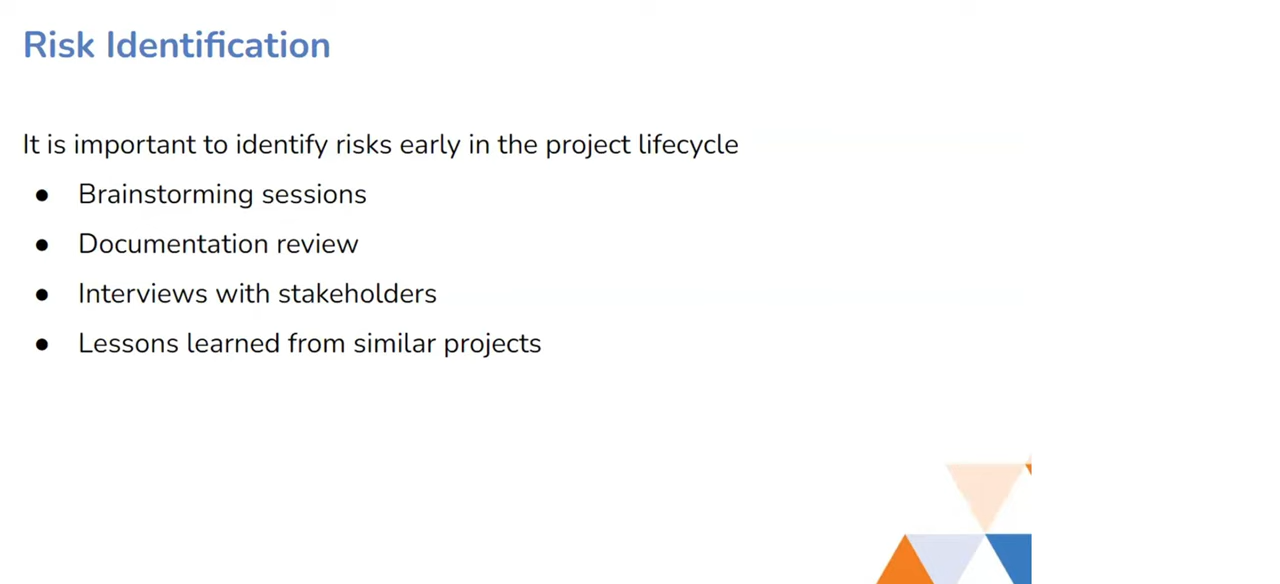 Risk Identification
It is important to identify risks early in the project lifecycle
● Brainstorming sessions
● Documentation review
● Interviews with stakeholders
● Lessons learned from similar projects